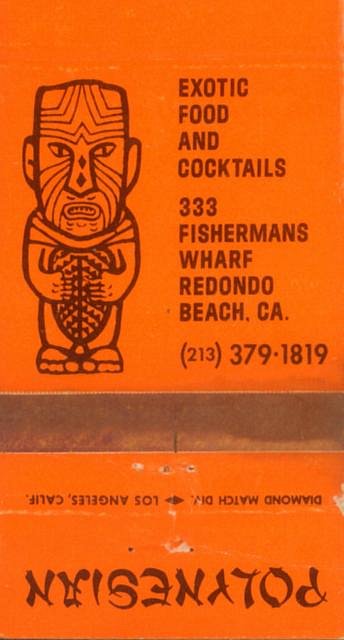 EXOTIC
FOOD
AND
COCKTAILS
333
FISHERMANS
WHARF
REDONDO
BEACH, CA.
(213) 379-1819
DIAMOND MATCH DIV. LOS ANGELES, CALIF.
POLYNESIAN